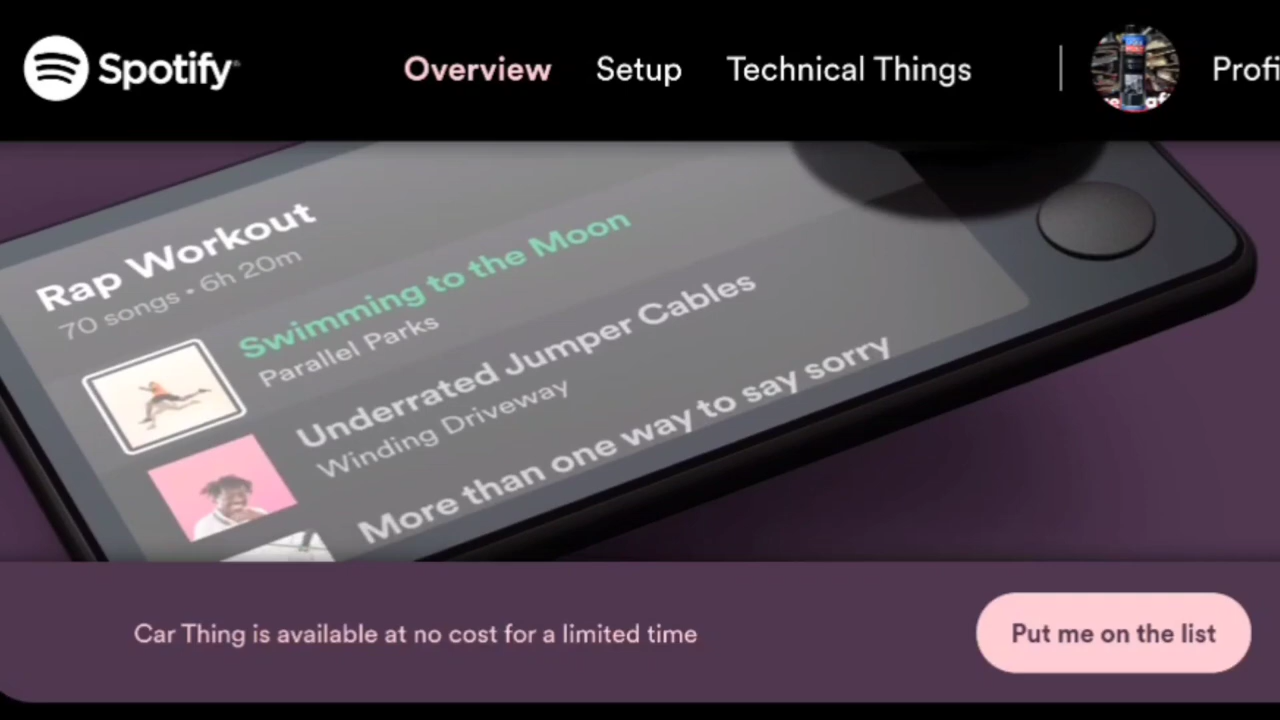 Spotify
Overview
Setup
Technical Things
Rap Workout
70 songs • 6h 20m
Swimming to the Moon
Parallel Parks
Underrated Jumper Cables
Winding Driveway
More than one way to say sorry
Car Thing is available at no cost for a limited time
Put me on the list